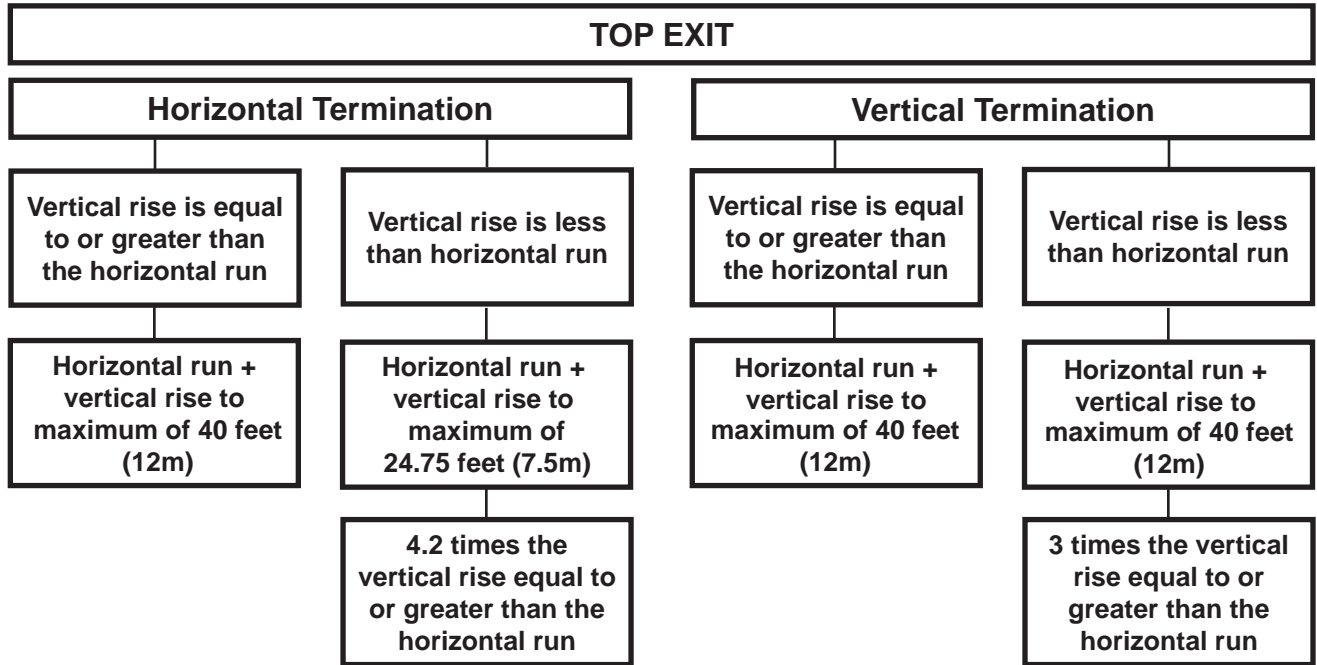 TOP EXIT
Horizontal Termination
Vertical Termination
Vertical rise is equal
to or greater than
the horizontal run
Vertical rise is less
than horizontal run
Vertical rise is equal
to or greater than
the horizontal run
Vertical rise is less
than horizontal run
Horizontal run +
vertical rise to
maximum of 40 feet
(12m)
Horizontal run +
vertical rise to
maximum of
24.75 feet (7.5m)
Horizontal run +
vertical rise to
maximum of 40 feet
(12m)
Horizontal run +
vertical rise to
maximum of 40 feet
(12m)
4.2 times the
vertical rise equal to
or greater than the
horizontal run
3 times the vertical
rise equal to or
greater than the
horizontal run